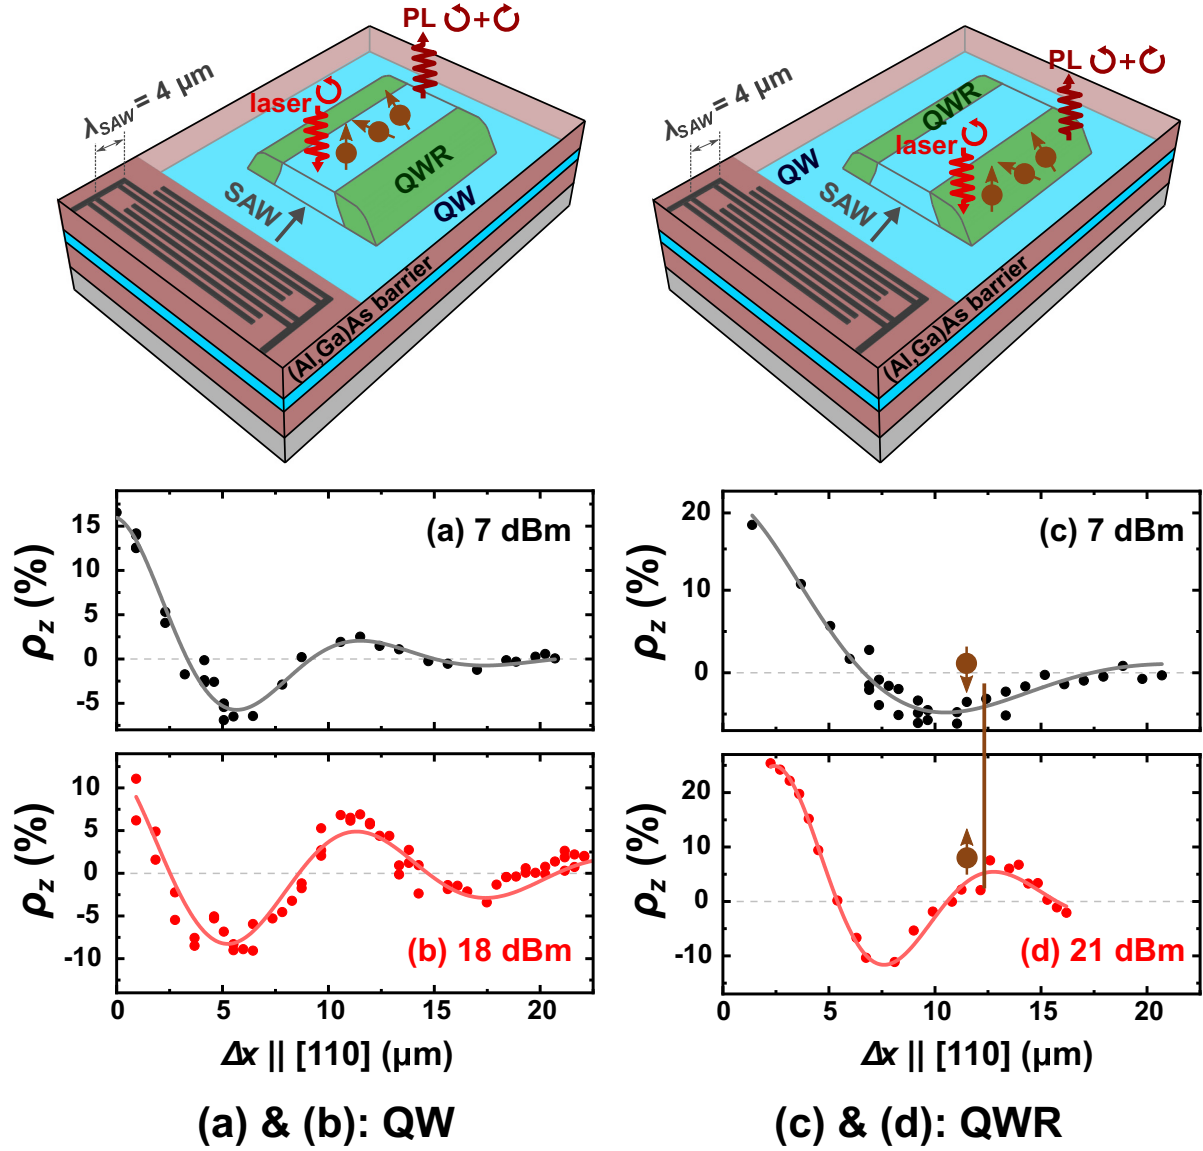 PL
λSAW = 4 μm
laser
QWR
SAW
QW
(Al,Ga)As barrier
PL
λSAW = 4 μm
QWR
laser
QW
SAW
(Al,Ga)As barrier
(a) 7 dBm
ρz (%)
15
10
5
0
-5
(b) 18 dBm
ρz (%)
10
5
0
-5
-10
0 5 10 15 20
Δx || [110] (μm)
(a) & (b): QW
(c) 7 dBm
ρz (%)
20
10
0
(d) 21 dBm
ρz (%)
20
10
0
-10
0 5 10 15 20
Δx || [110] (μm)
(c) & (d): QWR